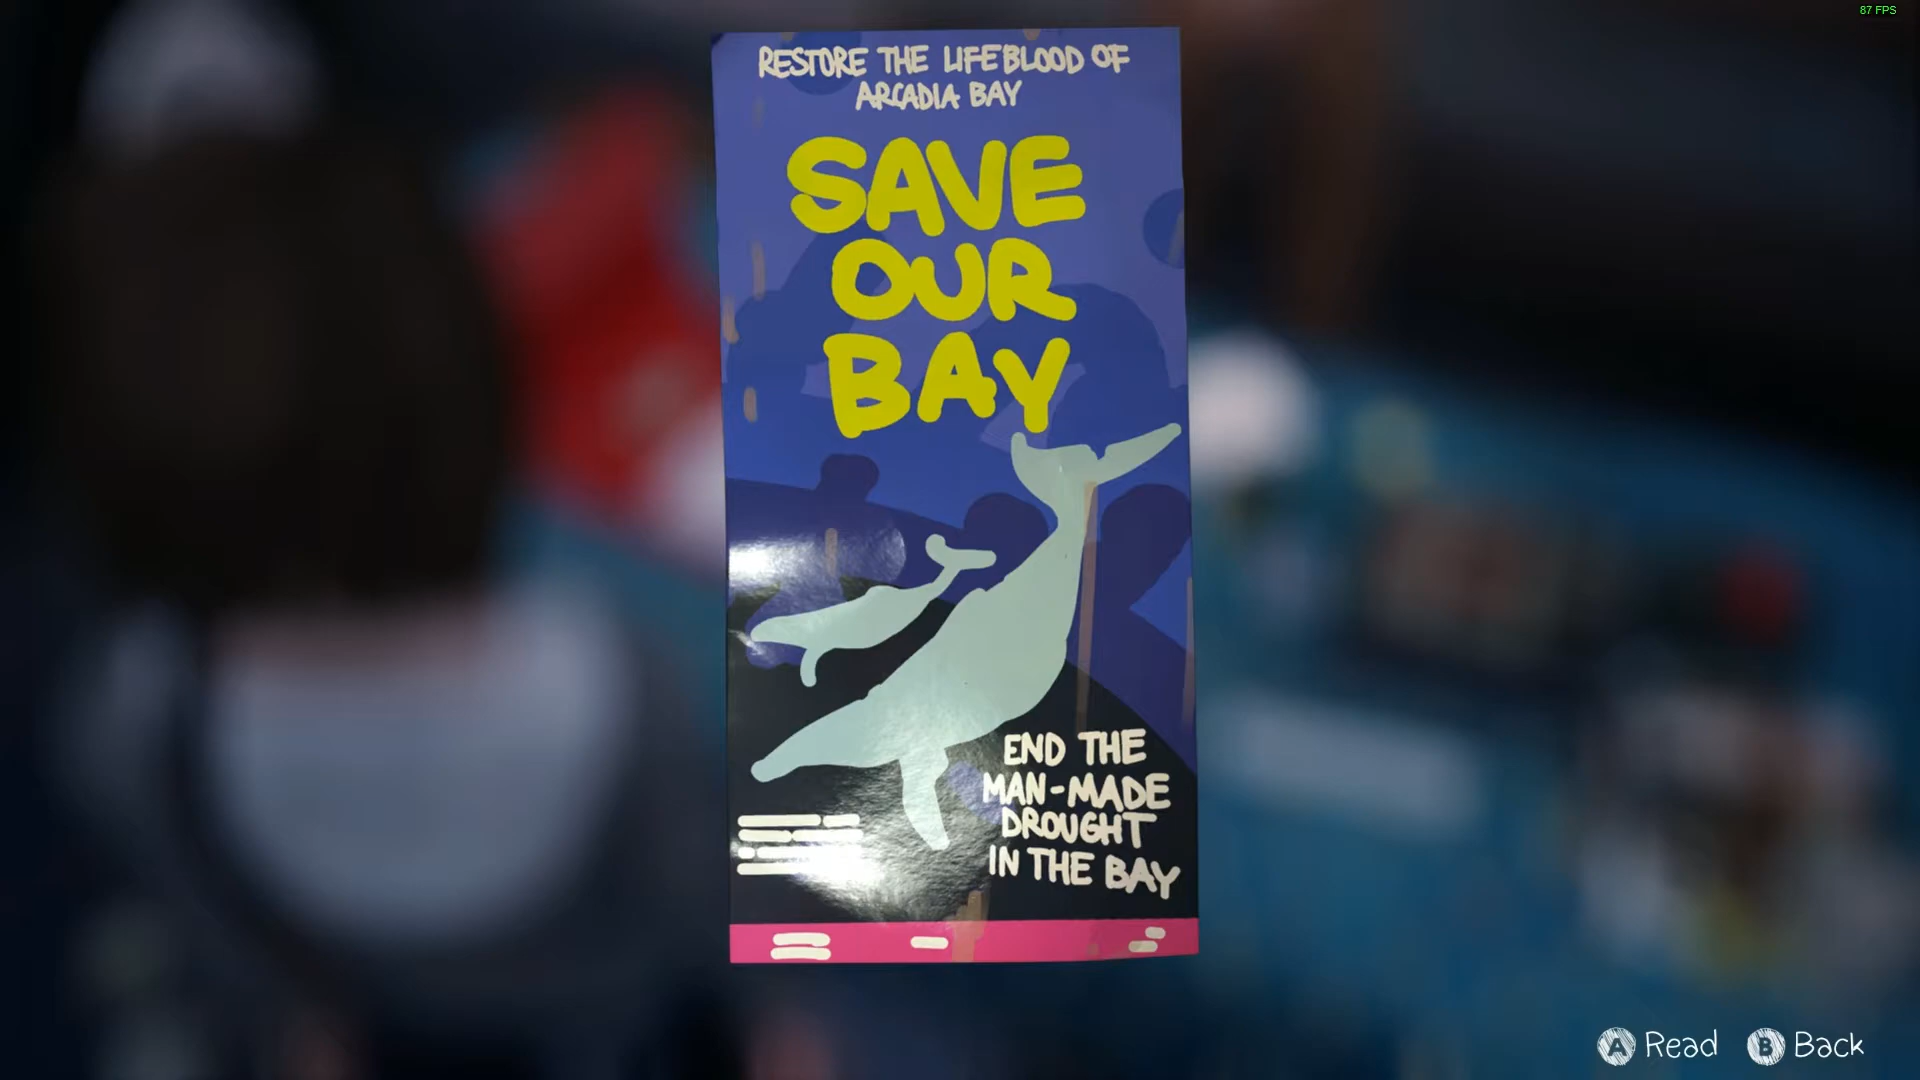 87 FPS
RESTORE THE LIFEBLOOD OF
ARCADIA BAY
SAVE
OUR
BAY
END THE
MAN-MADE
DROUGHT
IN THE BAY
A Read B Back